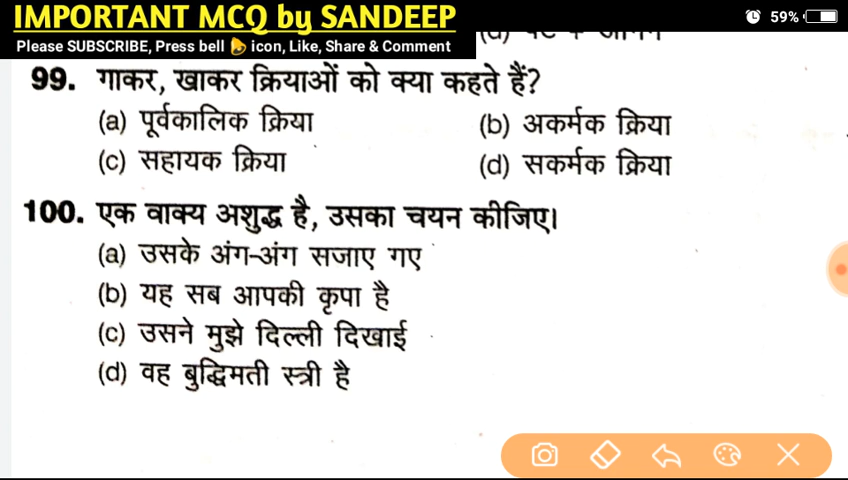 IMPORTANT MCQ by SANDEEP
59%
Please SUBSCRIBE, Press bell icon, Like, Share & Comment
99. गाकर, खाकर क्रियाओं को क्या कहते हैं?
(a) पूर्वकालिक क्रिया (b) अकर्मक क्रिया
(c) सहायक क्रिया (d) सकर्मक क्रिया
100. एक वाक्य अशुद्ध है, उसका चयन कीजिए।
(a) उसके अंग-अंग सजाए गए
(b) यह सब आपकी कृपा है
(c) उसने मुझे दिल्ली दिखाई
(d) वह बुद्धिमती स्त्री है